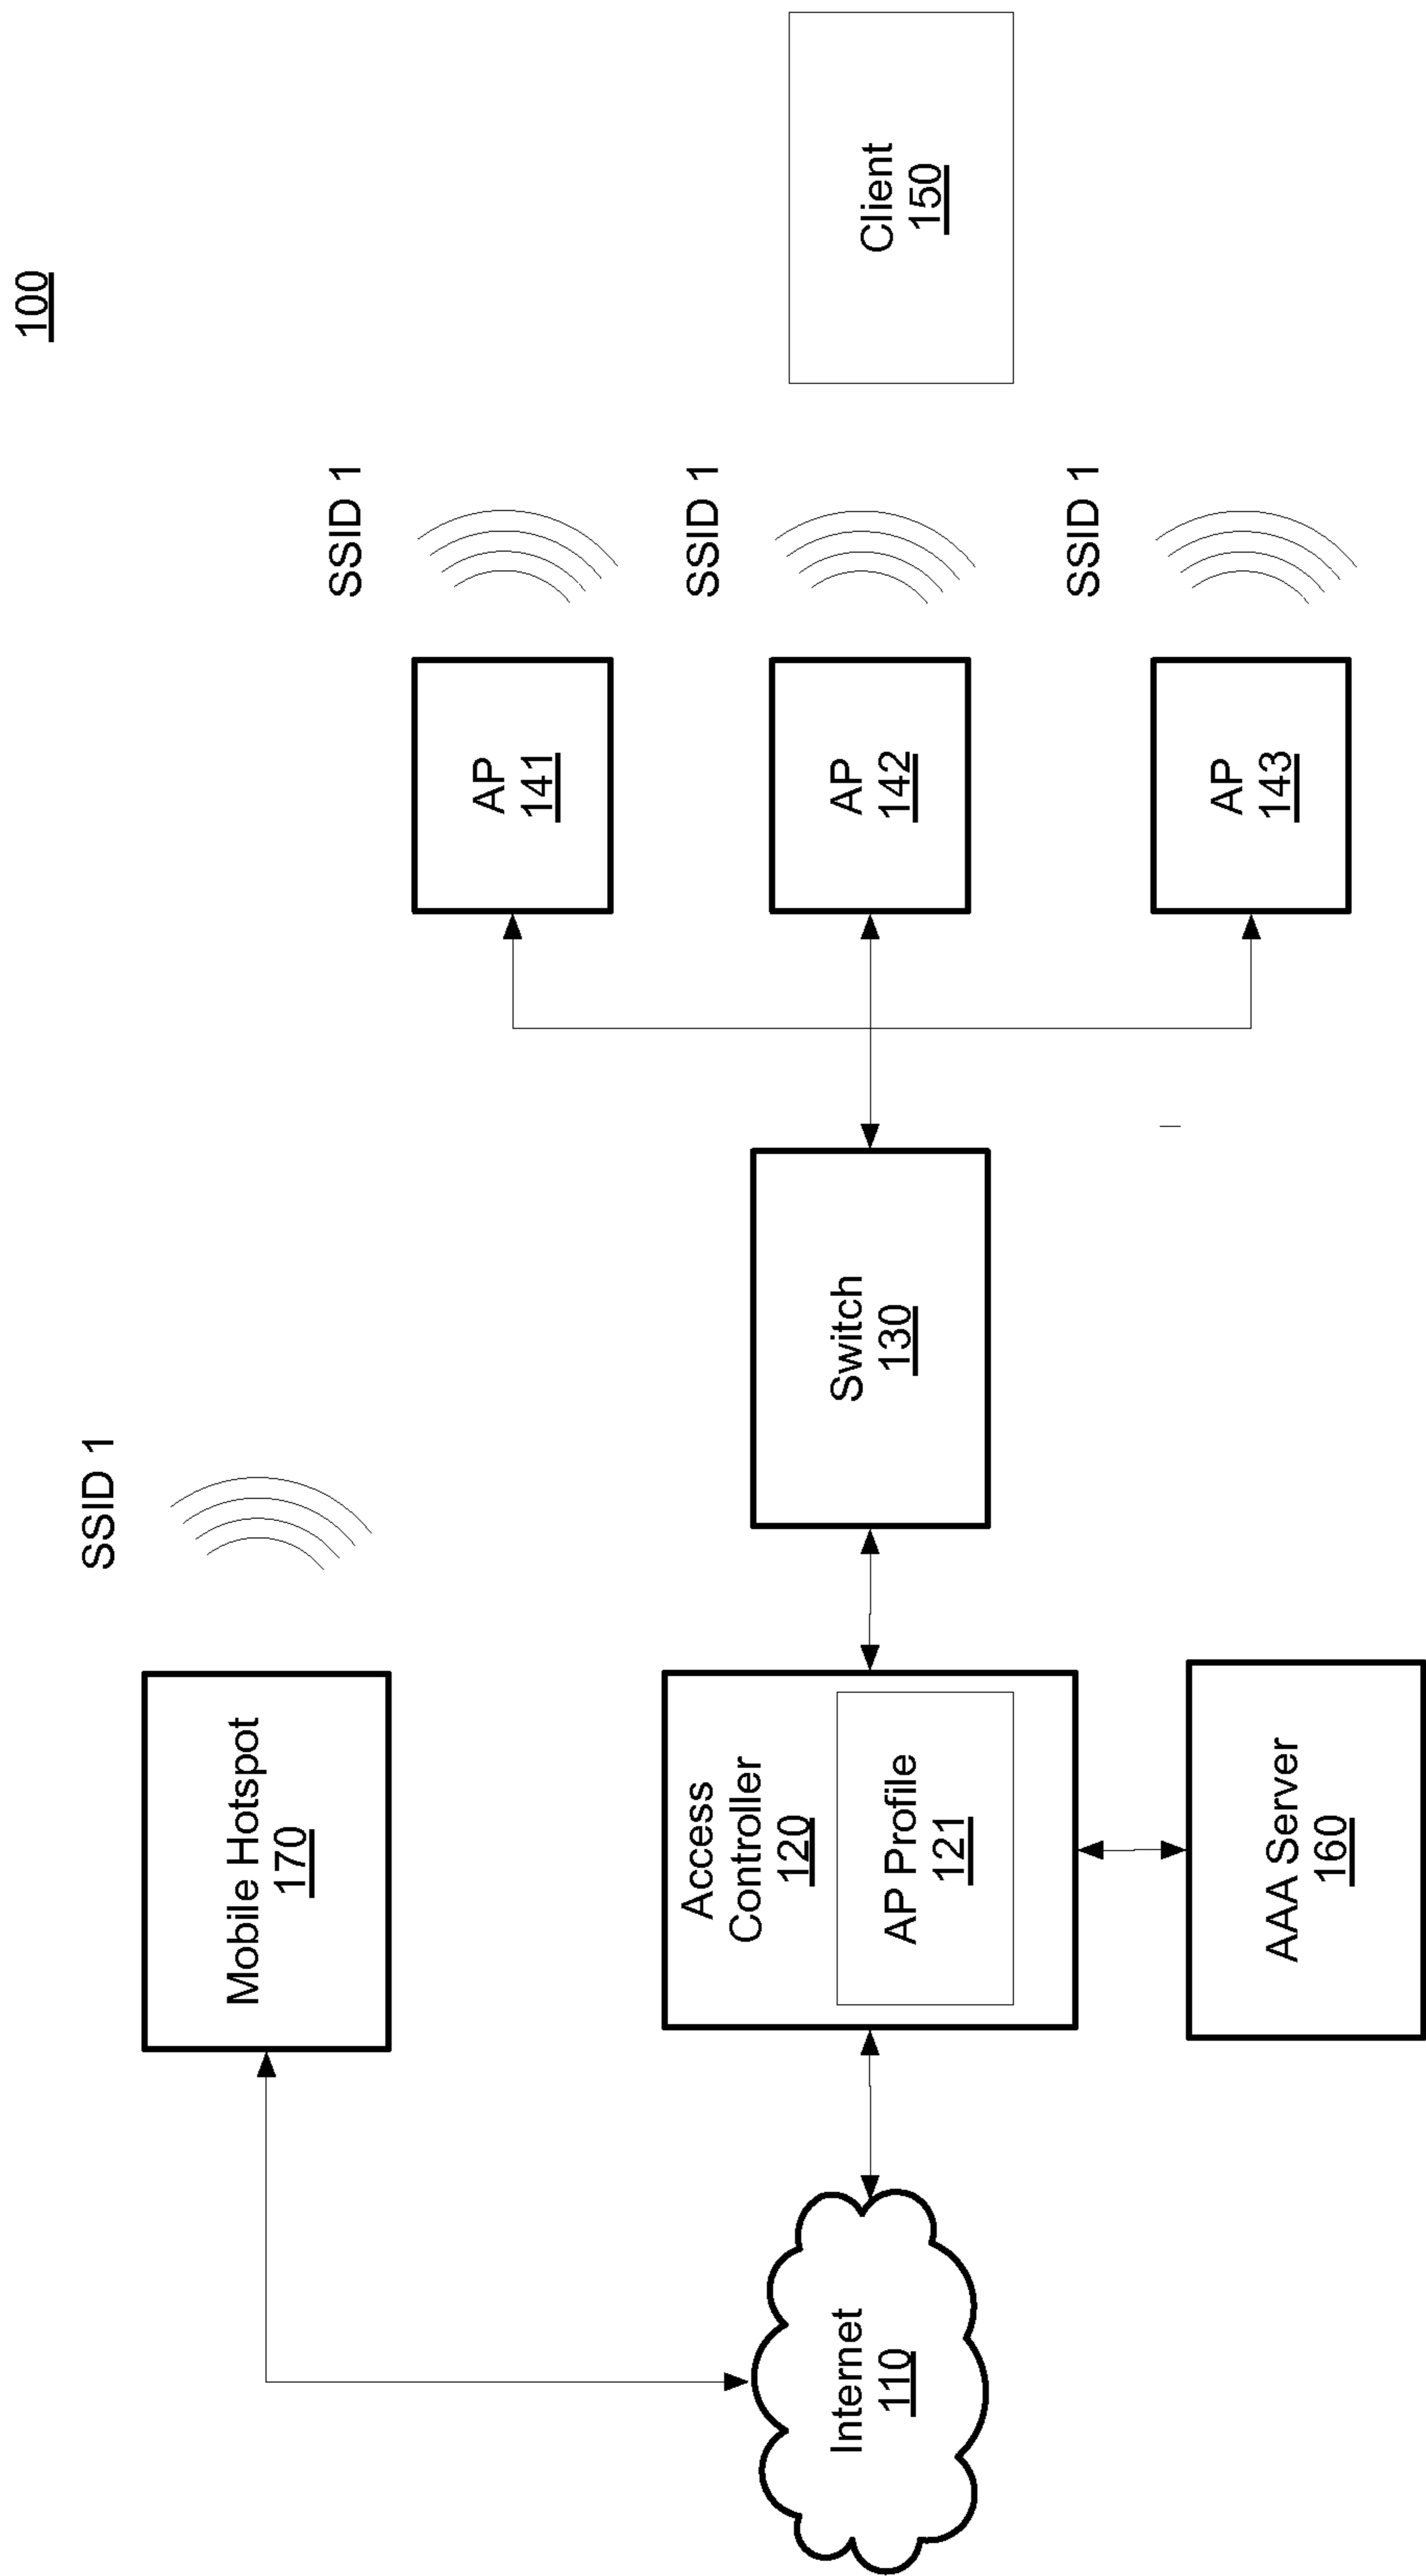 100
SSID 1
Mobile Hotspot
170
SSID 1
AP
141
Internet
110
Access
Controller
120
AP Profile
121
Switch
130
SSID 1
AP
142
Client
150
AAA Server
160
SSID 1
AP
143